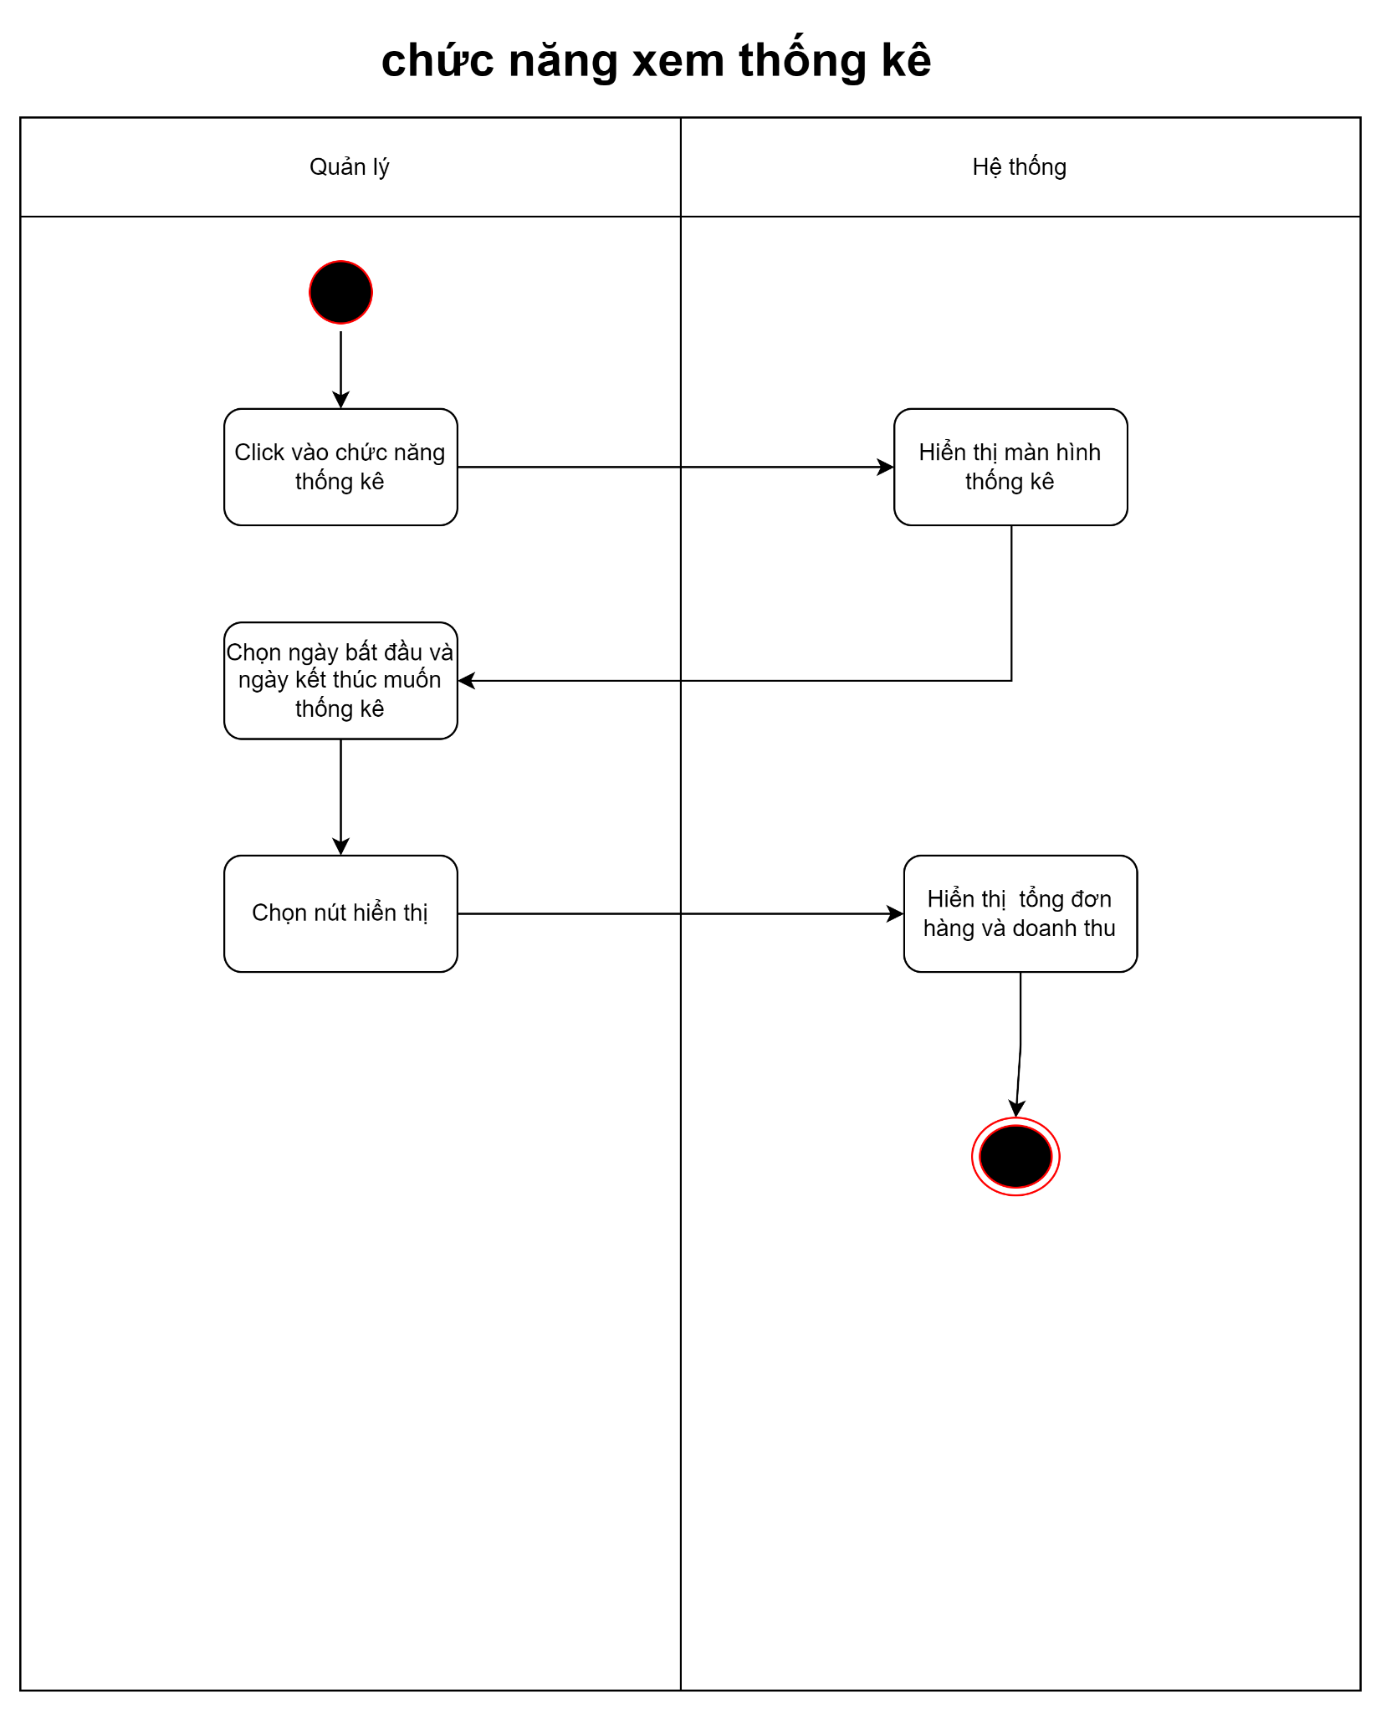 chức năng xem thống kê
Quản lý
Hệ thống
Click vào chức năng
thống kê
Hiển thị màn hình
thống kê
Chọn ngày bất đầu và
ngày kết thúc muốn
thống kê
Chọn nút hiển thị
Hiển thị tổng đơn
hàng và doanh thu